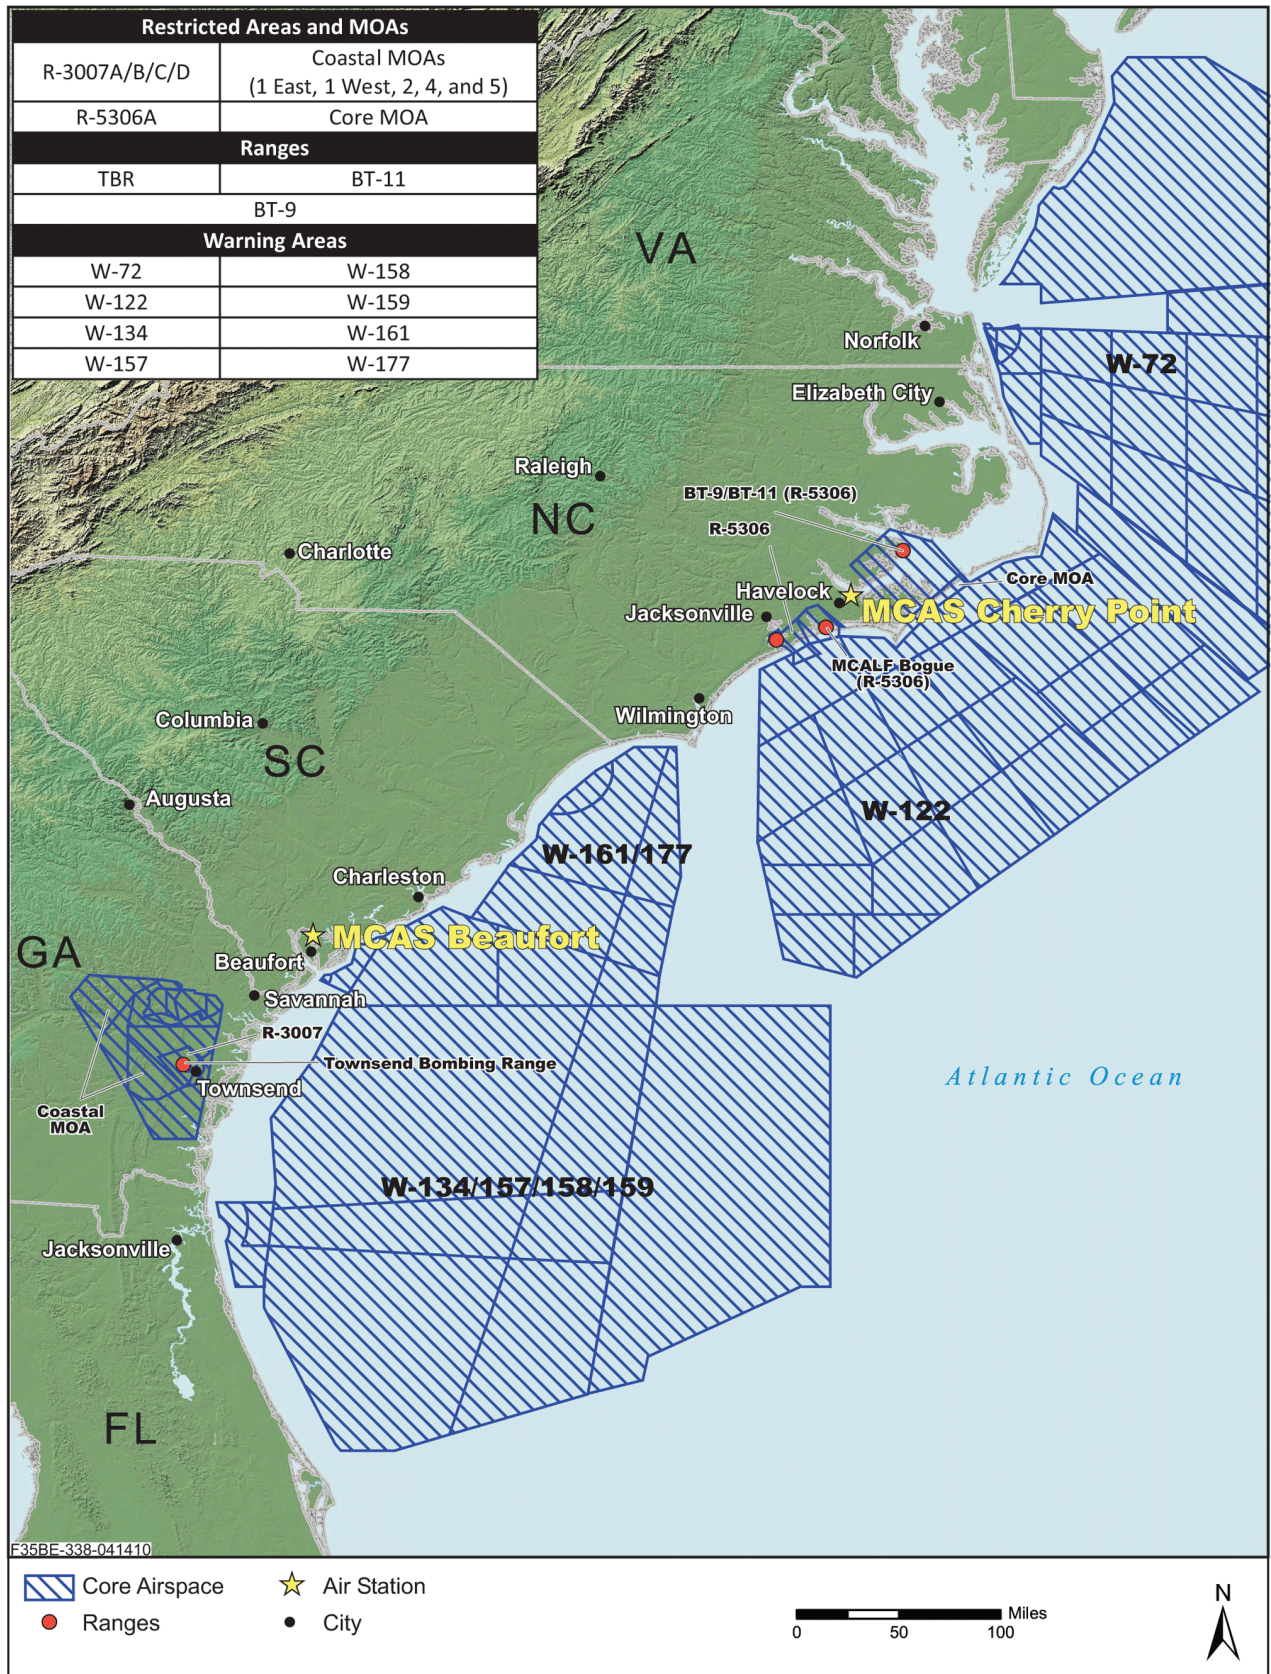 Restricted Areas and MOAs
R-3007A/B/C/D
Coastal MOAs
(1 East, 1 West, 2, 4, and 5)
R-5306A
Core MOA
Ranges
TBR
BT-11
BT-9
Warning Areas
W-72
W-158
W-122
W-159
W-134
W-161
W-157
W-177
VA
Norfolk
W-72
Elizabeth City
Raleigh
BT-9/BT-11 (R-5306)
NC
R-5306
Charlotte
Core MOA
Havelock
Jacksonville
MCAS Cherry Point
MCALF Bogue
(R-5306)
Wilmington
Columbia
SC
Augusta
W-122
W-161/177
Charleston
MCAS Beaufort
GA
Beaufort
Savannah
R-3007
Townsend Bombing Range
Atlantic Ocean
Townsend
Coastal
MOA
W-134/157/158/159
Jacksonville
FL
F35BE-338-041410
Core Airspace
Air Station
Ranges
City
Miles
0 50 100
N